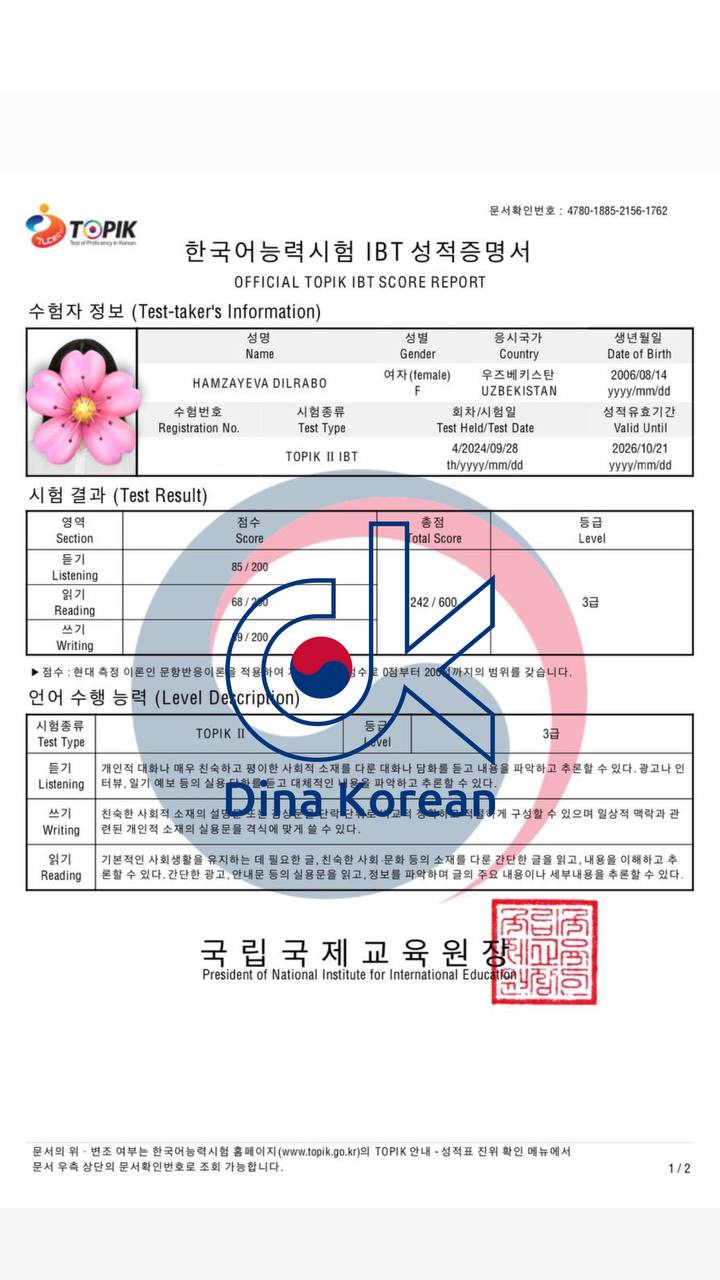 문서확인번호 : 4780-1885-2156-1762
TOPIK
Test of Proficiency in Korean
한국어능력시험 IBT 성적증명서
OFFICIAL TOPIK IBT SCORE REPORT
수험자 정보 (Test-taker's Information)
성명 성별 응시국가 생년월일
Name Gender Country Date of Birth
HAMZAYEVA DILRABO 여자(female) 우즈베키스탄 2006/08/14
F UZBEKISTAN yyyy/mm/dd
수험번호 시험종류 회차/시험일 성적유효기간
Registration No. Test Type Test Held/Test Date Valid Until
TOPIK II IBT 4/2024/09/28 2026/10/21
th/yyyy/mm/dd yyyy/mm/dd
시험 결과 (Test Result)
영역 점수 총점 등급
Section Score Total Score Level
듣기
Listening 85 / 200
읽기
Reading 68 / 200 242 / 600 3급
쓰기
Writing / 200
▶ 점수 : 현대 측정 이론인 문항반응이론을 적용하여 0점부터 200점까지의 범위를 갖습니다.
언어 수행 능력 (Level Description)
시험종류 TOPIK II 등급 3급
Test Type Level
듣기 개인적 대화나 매우 친숙하고 평이한 사회적 소재를 다룬 대화나 담화를 듣고 내용을 파악하고 추론할 수 있다. 광고나 인
Listening 터뷰, 일기 예보 등의 실용 담화를 듣고 대체적인 내용을 파악하고 추론할 수 있다.
Dina Korean
쓰기 친숙한 사회적 소재의 설명문 또는 감상문을 단락 단위로 비교적 정확하고 적절하게 구성할 수 있으며 일상적 맥락과 관
Writing 련된 개인적 소재의 실용문을 격식에 맞게 쓸 수 있다.
읽기 기본적인 사회생활을 유지하는 데 필요한 글, 친숙한 사회·문화 등의 소재를 다룬 간단한 글을 읽고, 내용을 이해하고 추
Reading 론할 수 있다. 간단한 광고, 안내문 등의 실용문을 읽고, 정보를 파악하며 글의 주요 내용이나 세부내용을 추론할 수 있다.
국립국제교육원장
President of National Institute for International Education
문서의 위·변조 여부는 한국어능력시험 홈페이지(www.topik.go.kr)의 TOPIK 안내 - 성적표 진위 확인 메뉴에서
문서 우측 상단의 문서확인번호로 조회 가능합니다.
1 / 2